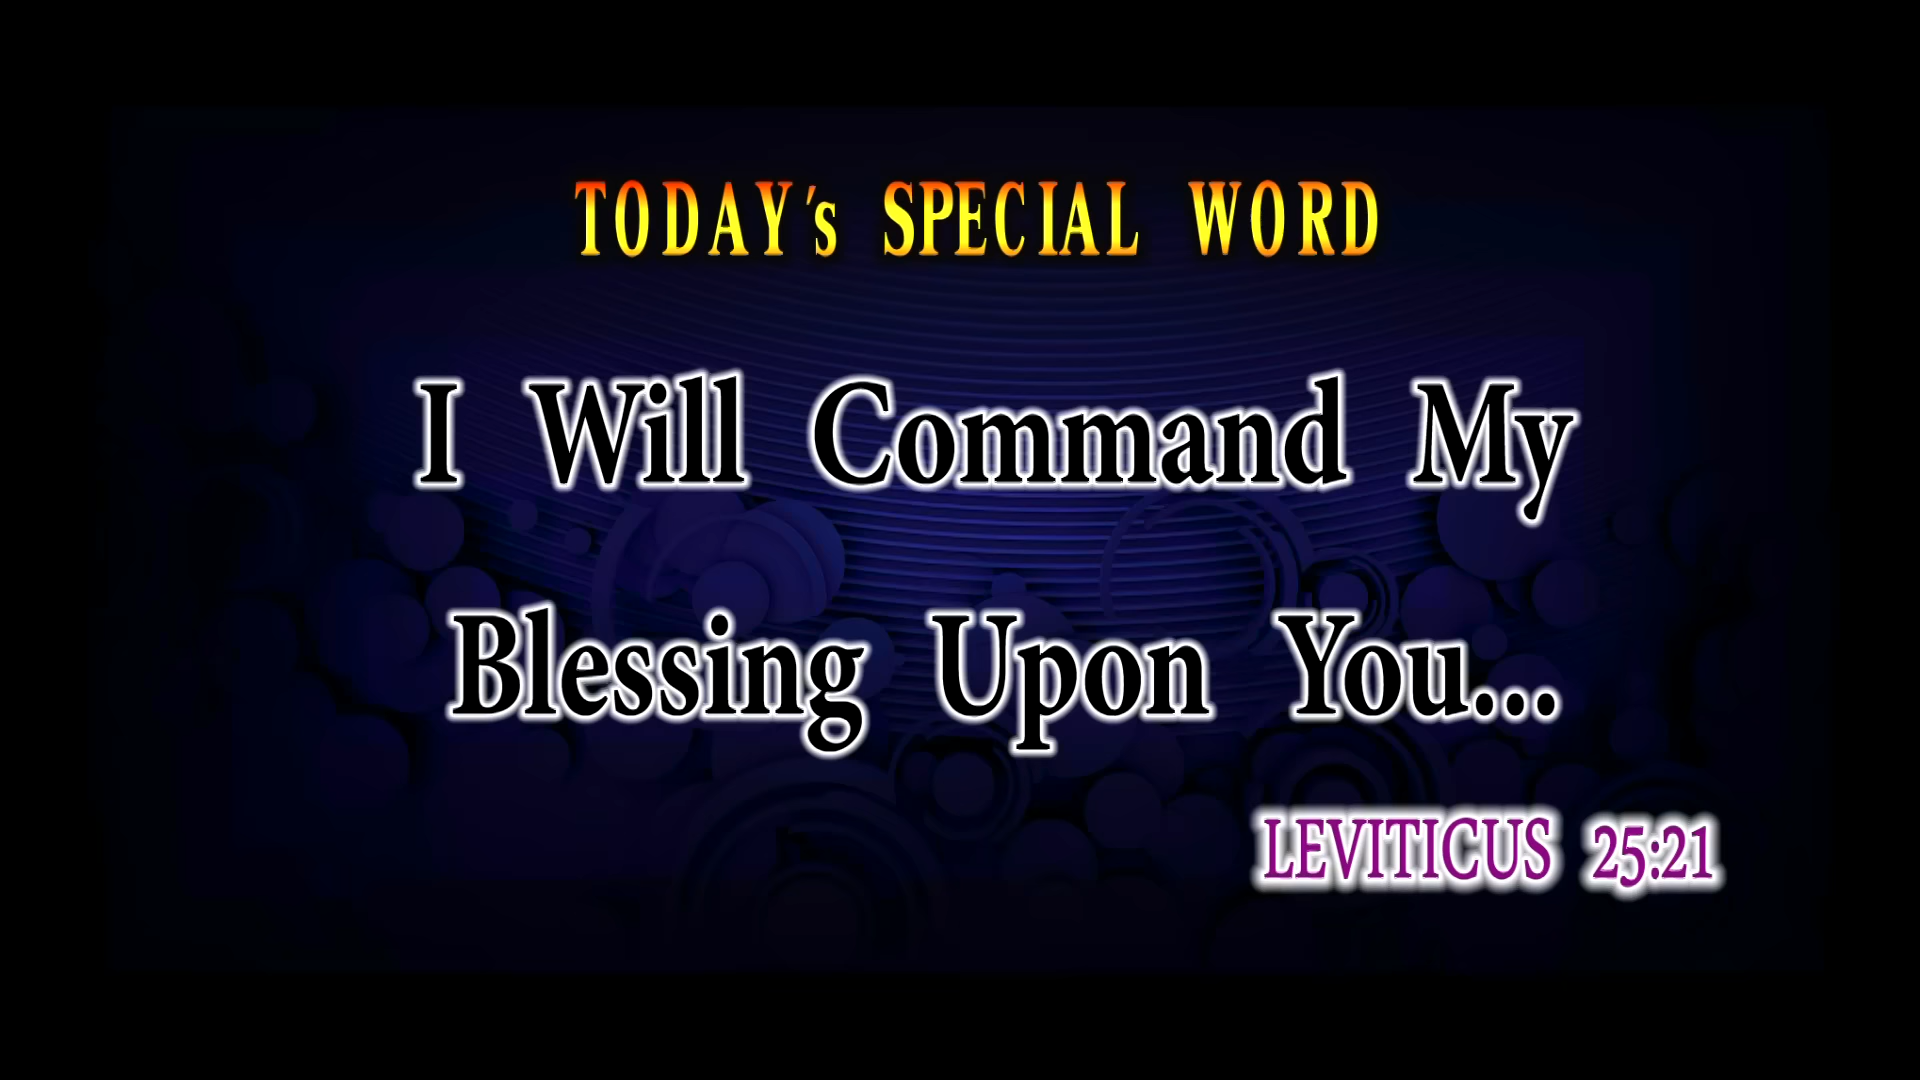 TODAY's SPECIAL WORD
I Will Command My
Blessing Upon You...
LEVITICUS 25:21